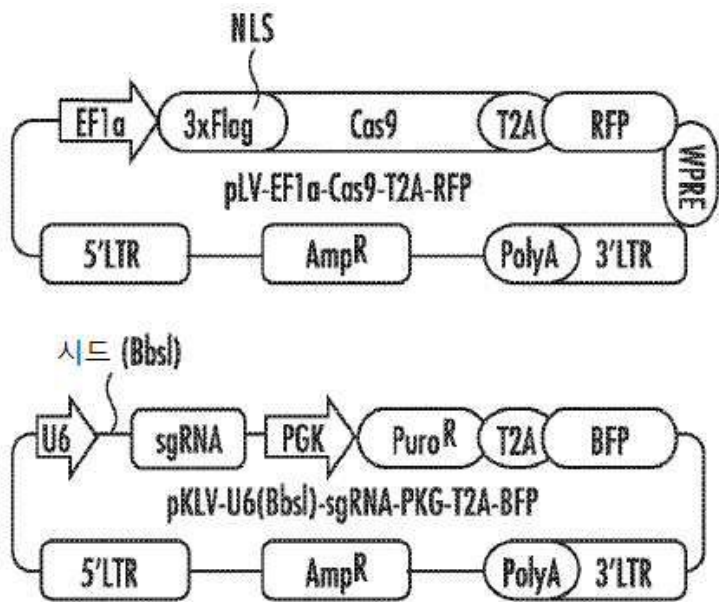 NLS
EF1a 3xFlag Cas9 T2A RFP
WPRE
pLV-EF1a-Cas9-T2A-RFP
5'LTR AmpR PolyA 3'LTR
시드 (BbsI)
U6 sgRNA PGK PuroR T2A BFP
pKLV-U6(BbsI)-sgRNA-PKG-T2A-BFP
5'LTR AmpR PolyA 3'LTR